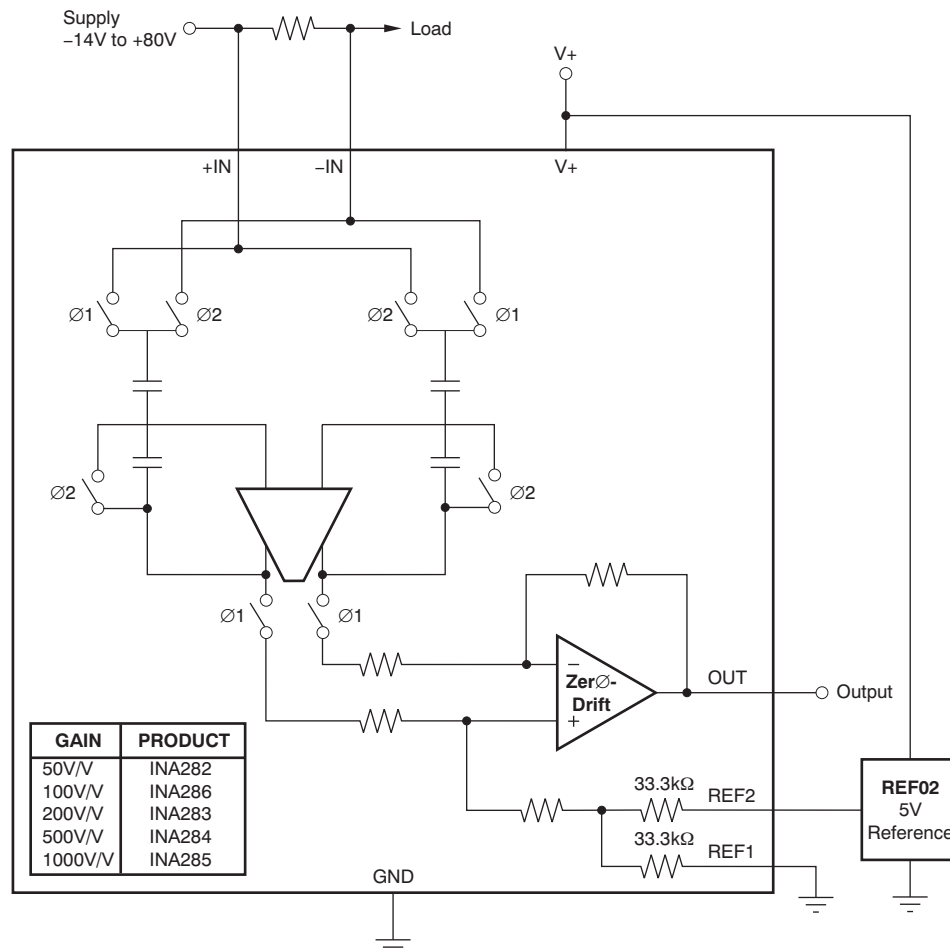 Supply
–14V to +80V
Load
V+
+IN
–IN
V+
Ø1
Ø2
Ø2
Ø1
Ø2
Ø2
Ø1
Ø1
–
ZerØ-
Drift
+
OUT
Output
GAIN PRODUCT
50V/V INA282
100V/V INA286
200V/V INA283
500V/V INA284
1000V/V INA285
33.3kΩ
REF2
33.3kΩ
REF1
REF02
5V
Reference
GND